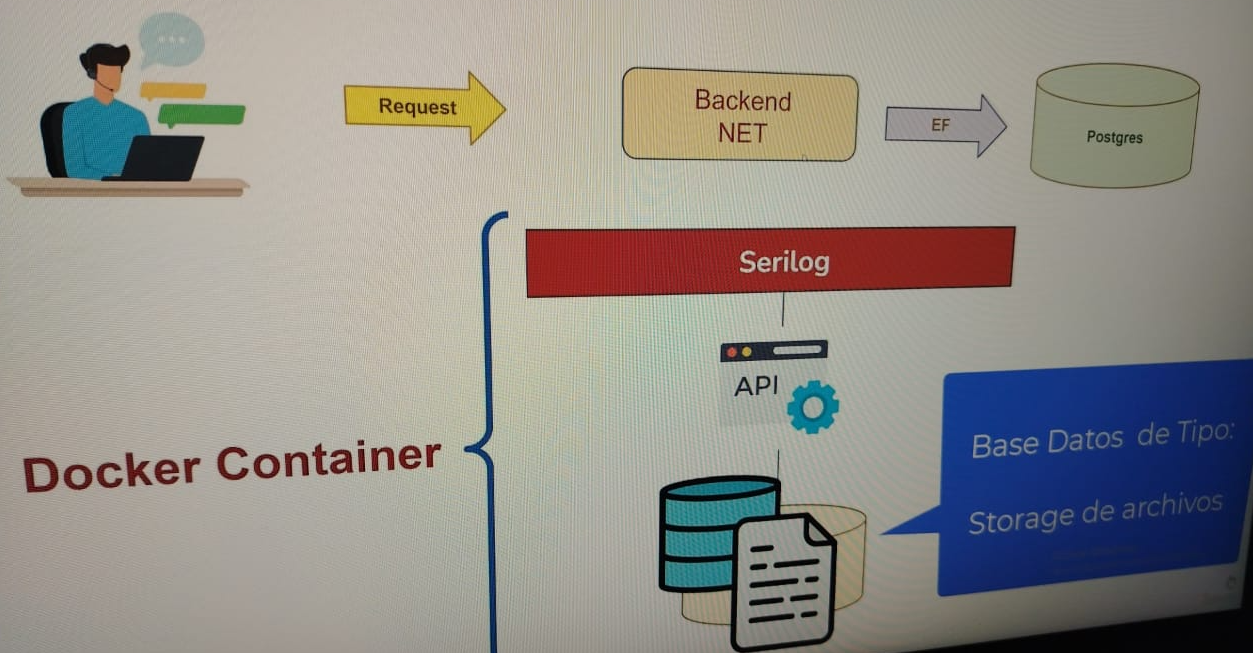 Request
Backend
NET
EF
Postgres
Serilog
API
Docker Container
Base Datos de Tipo:
Storage de archivos